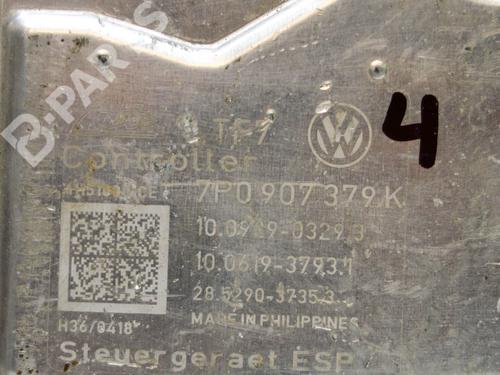 B-PARTS
TF7
4
Controller
7P0 907 379 K
10.0989-0329.3
10.0619-3793.1
28.5290-3735.3
MADE IN PHILIPPINES
H36/0418
Steuergeraet ESP